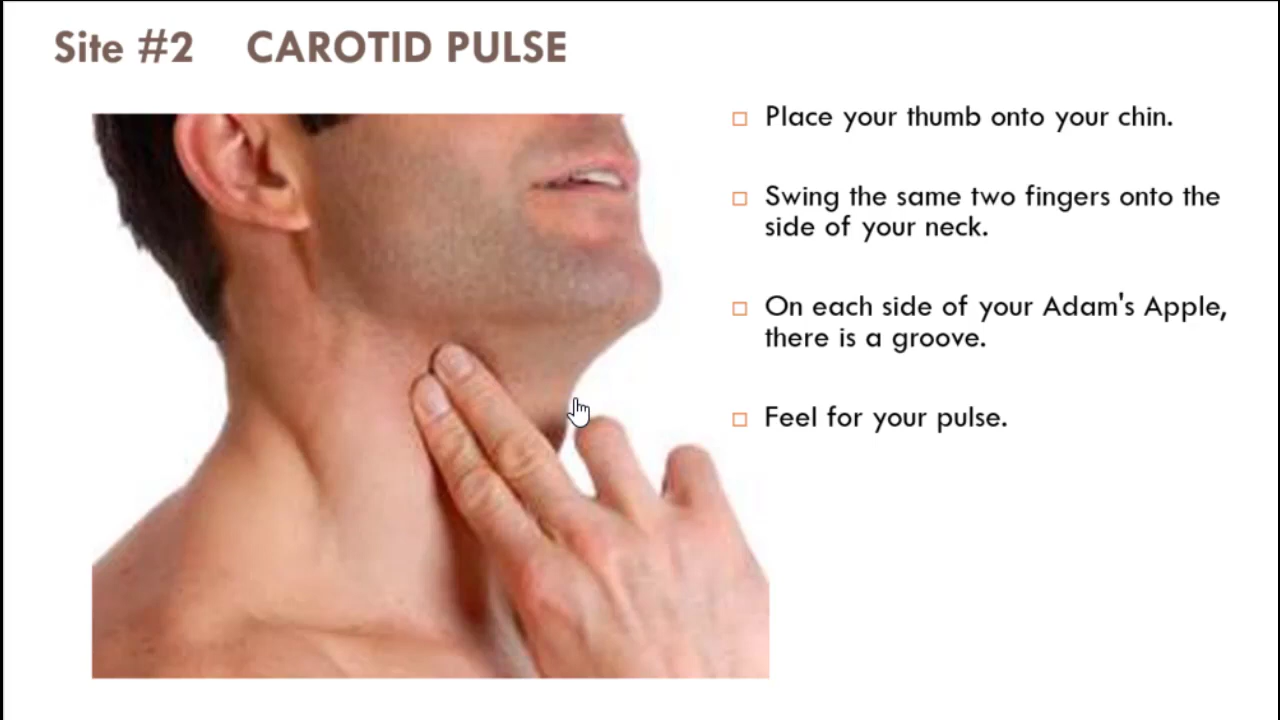 Site #2 CAROTID PULSE
Place your thumb onto your chin.
Swing the same two fingers onto the
side of your neck.
On each side of your Adam's Apple,
there is a groove.
Feel for your pulse.